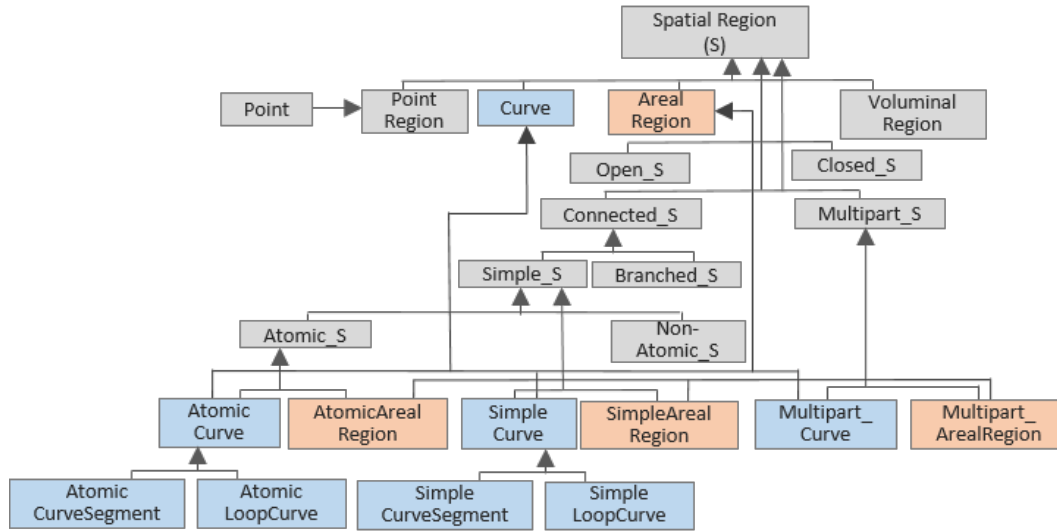 Spatial Region
(S)
Point
Point
Region
Curve
Areal
Region
Voluminal
Region
Open_S
Closed_S
Connected_S
Multipart_S
Simple_S
Branched_S
Atomic_S
Non-
Atomic_S
Atomic
Curve
AtomicAreal
Region
Simple
Curve
SimpleAreal
Region
Multipart_
Curve
Multipart_
ArealRegion
Atomic
CurveSegment
Atomic
LoopCurve
Simple
CurveSegment
Simple
LoopCurve